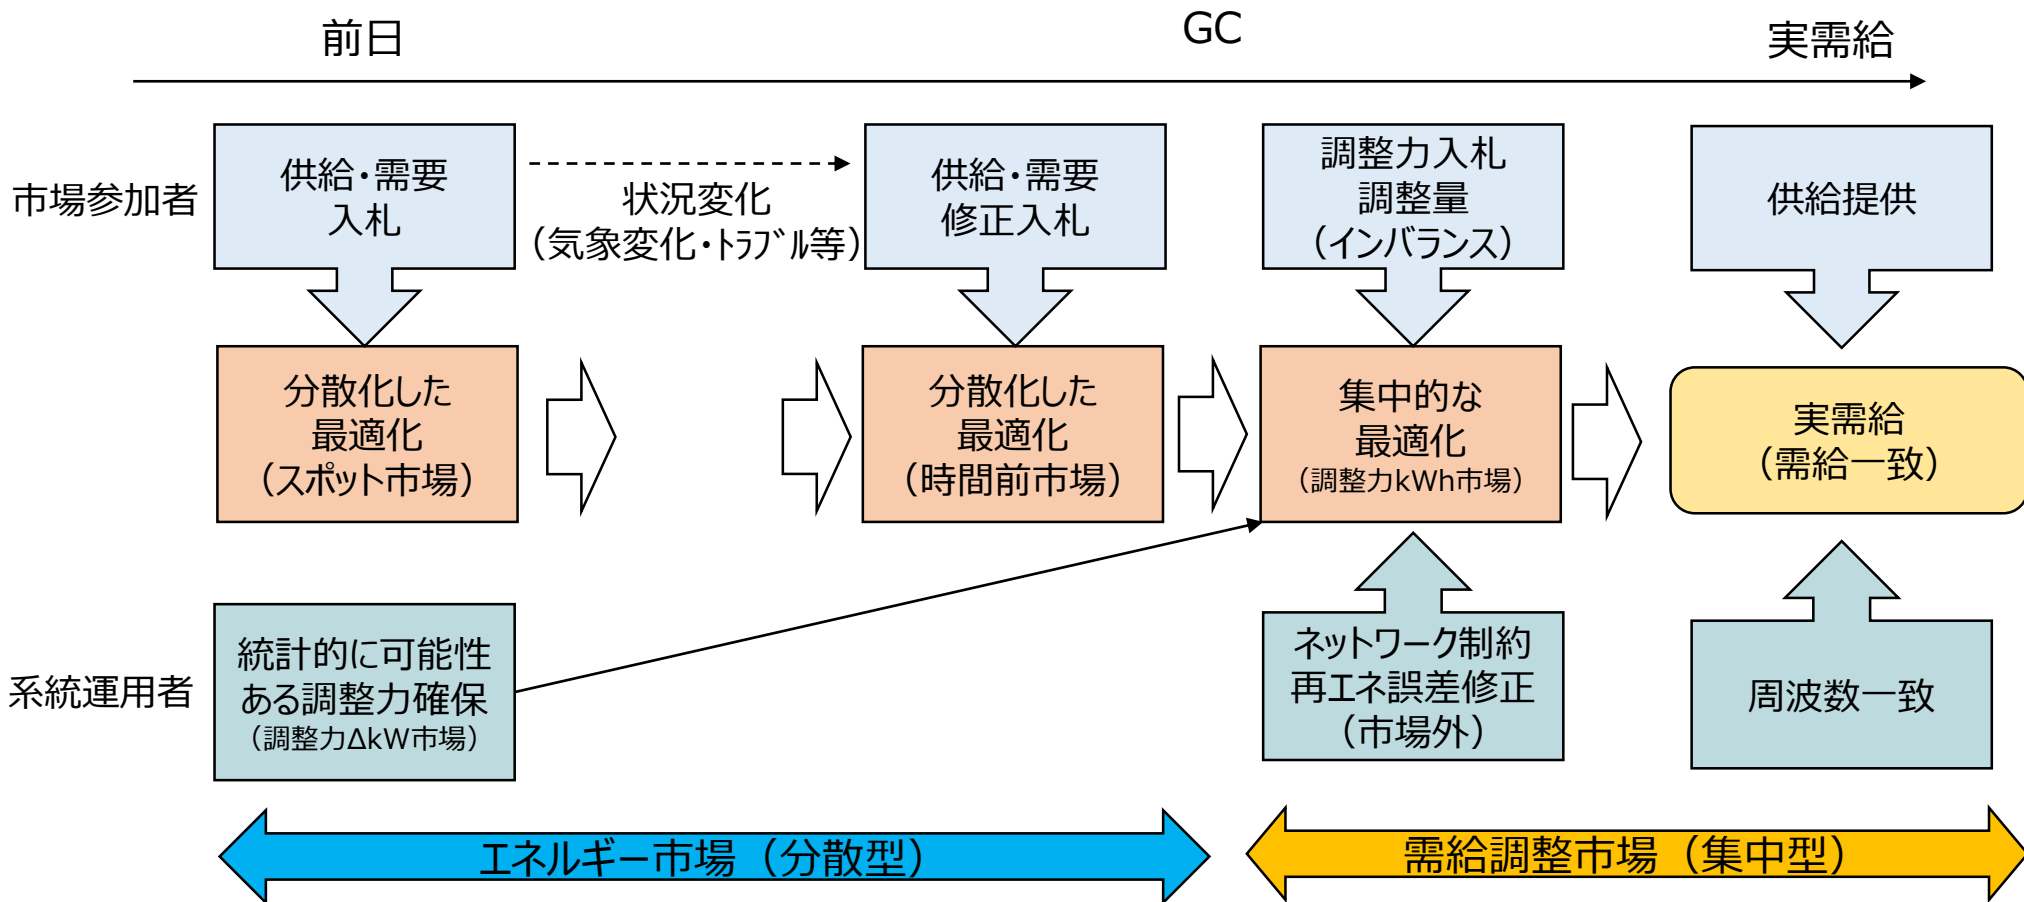 前日
GC
実需給
市場参加者
供給・需要
入札
状況変化
（気象変化・ﾄﾗﾌﾞﾙ等）
供給・需要
修正入札
調整力入札
調整量
（インバランス）
供給提供
分散化した
最適化
（スポット市場）
分散化した
最適化
（時間前市場）
集中的な
最適化
（調整力kWh市場）
実需給
（需給一致）
系統運用者
統計的に可能性
ある調整力確保
（調整力ΔkW市場）
ネットワーク制約
再エネ誤差修正
（市場外）
周波数一致
エネルギー市場（分散型）
需給調整市場（集中型）